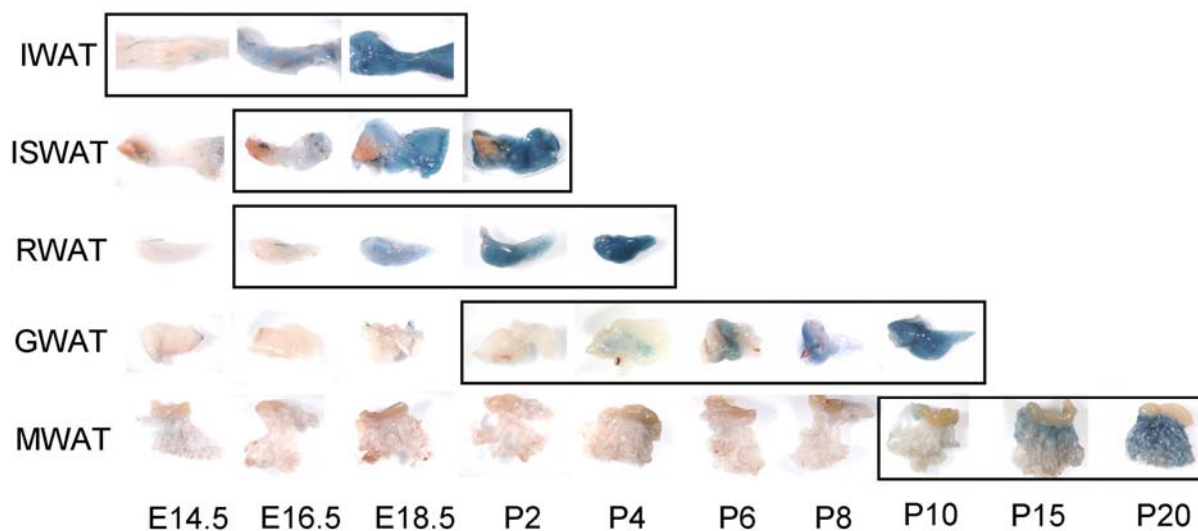 IWAT
ISWAT
RWAT
GWAT
MWAT
E14.5 E16.5 E18.5 P2 P4 P6 P8 P10 P15 P20